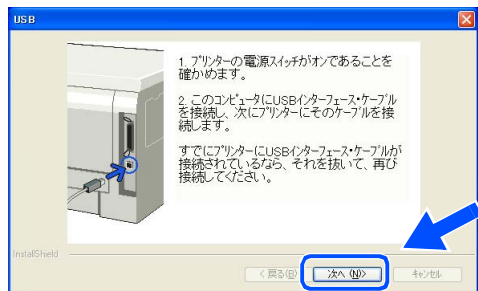 USB
1. プリンターの電源スイッチがオンであることを
確かめます。
2. このコンピュータにUSBインターフェース・ケーブル
を接続し、次にプリンターにそのケーブルを接
続します。
すでにプリンターにUSBインターフェース・ケーブルが
接続されているなら、それを抜いて、再び
接続してください。
InstallShield
< 戻る(B)
次へ (N)>
キャンセル